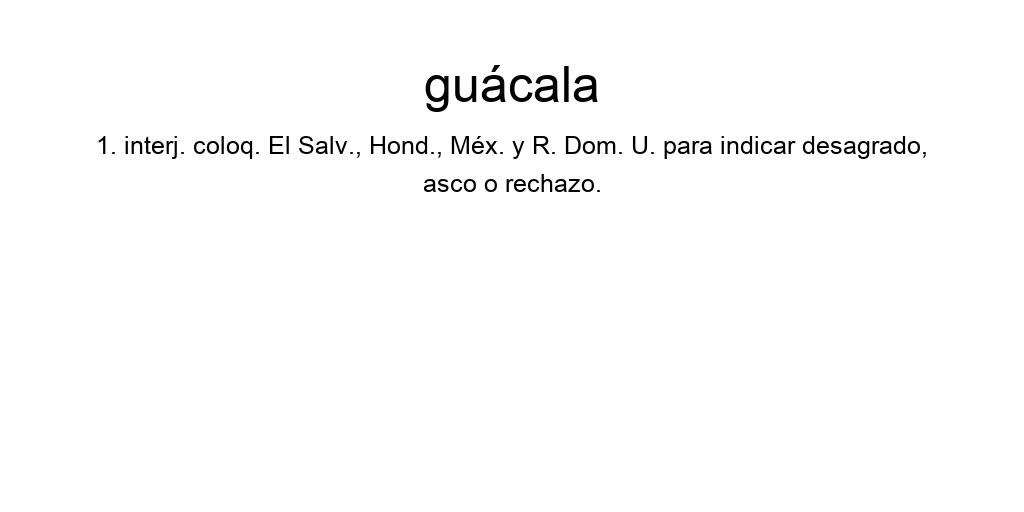 guácala
1. interj. coloq. El Salv., Hond., Méx. y R. Dom. U. para indicar desagrado,
asco o rechazo.